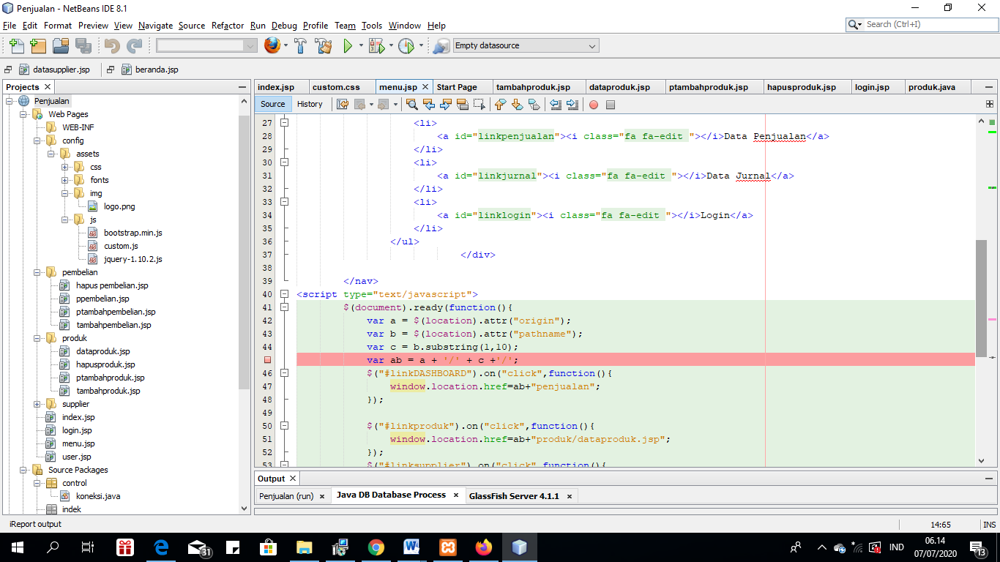 Penjualan - NetBeans IDE 8.1
File Edit Format Preview View Navigate Source Refactor Run Debug Profile Team Tools Window Help
Search (Ctrl+I)
Empty datasource
datasupplier.jsp beranda.jsp
Projects
Penjualan
Web Pages
WEB-INF
config
assets
css
fonts
img
logo.png
js
bootstrap.min.js
custom.js
jquery-1.10.2.js
pembelian
hapus pembelian.jsp
ppembelian.jsp
ptambahpembelian.jsp
tambahpembelian.jsp
produk
dataproduk.jsp
hapusproduk.jsp
ptambahproduk.jsp
tambahproduk.jsp
supplier
index.jsp
login.jsp
menu.jsp
user.jsp
Source Packages
control
koneksi.java
indek
index.jsp custom.css menu.jsp Start Page tambahproduk.jsp dataproduk.jsp ptambahproduk.jsp hapusproduk.jsp login.jsp produk.java
Source History
27 <li>
28 <a id="linkpenjualan"><i class="fa fa-edit "></i>Data Penjualan</a>
29 </li>
30 <li>
31 <a id="linkjurnal"><i class="fa fa-edit "></i>Data Jurnal</a>
32 </li>
33 <li>
34 <a id="linklogin"><i class="fa fa-edit "></i>Login</a>
35 </li>
36 </ul>
37 </div>
38
39 </nav>
40 <script type="text/javascript">
41 $(document).ready(function(){
42 var a = $(location).attr("origin");
43 var b = $(location).attr("pathname");
44 var c = b.substring(1,10);
var ab = a + '/' + c +'/';
46 $("#linkDASHBOARD").on("click",function(){
47 window.location.href=ab+"penjualan";
48 });
49
50 $("#linkproduk").on("click",function(){
51 window.location.href=ab+"produk/dataproduk.jsp";
52 });
53 $("#linksupplier").on("click",function(){
Output
Penjualan (run) Java DB Database Process GlassFish Server 4.1.1
iReport output
14:65 INS
31
IND
06.14
07/07/2020
13